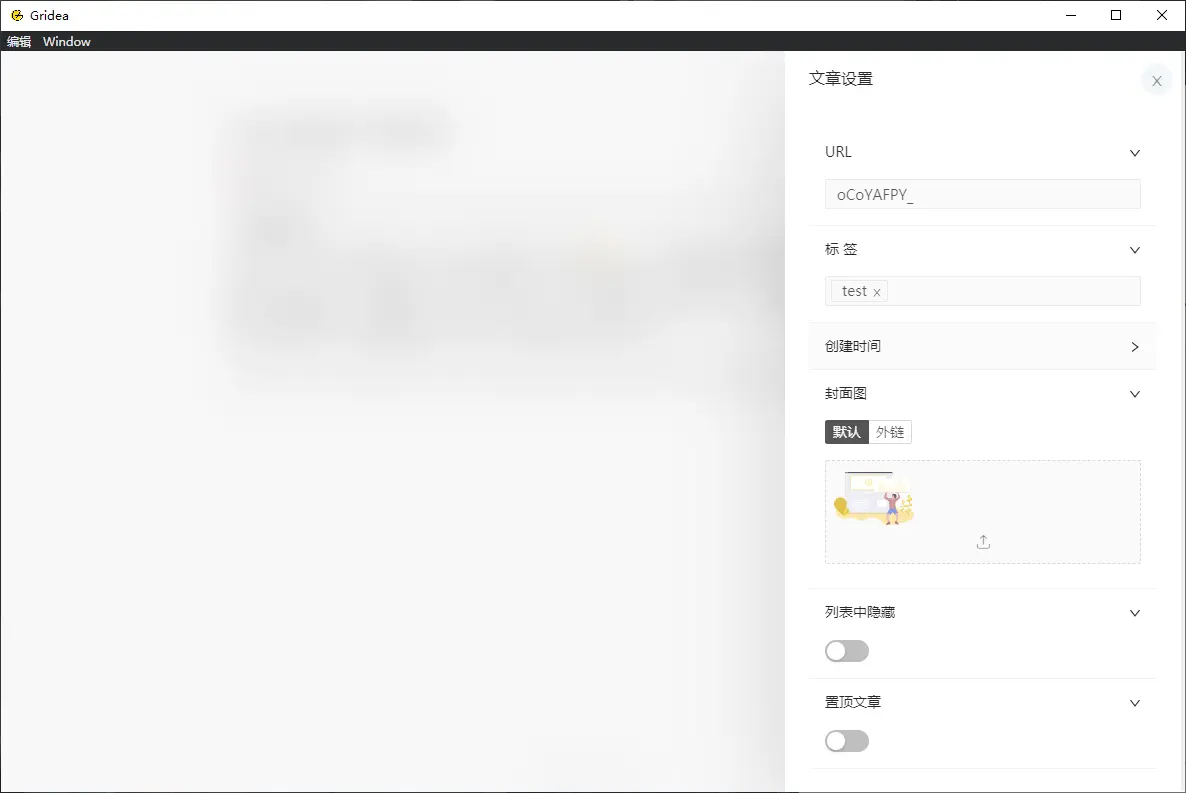 Gridea
编辑 Window
文章设置
URL
oCoYAFPY_
标 签
test x
创建时间
封面图
默认 外链
列表中隐藏
置顶文章